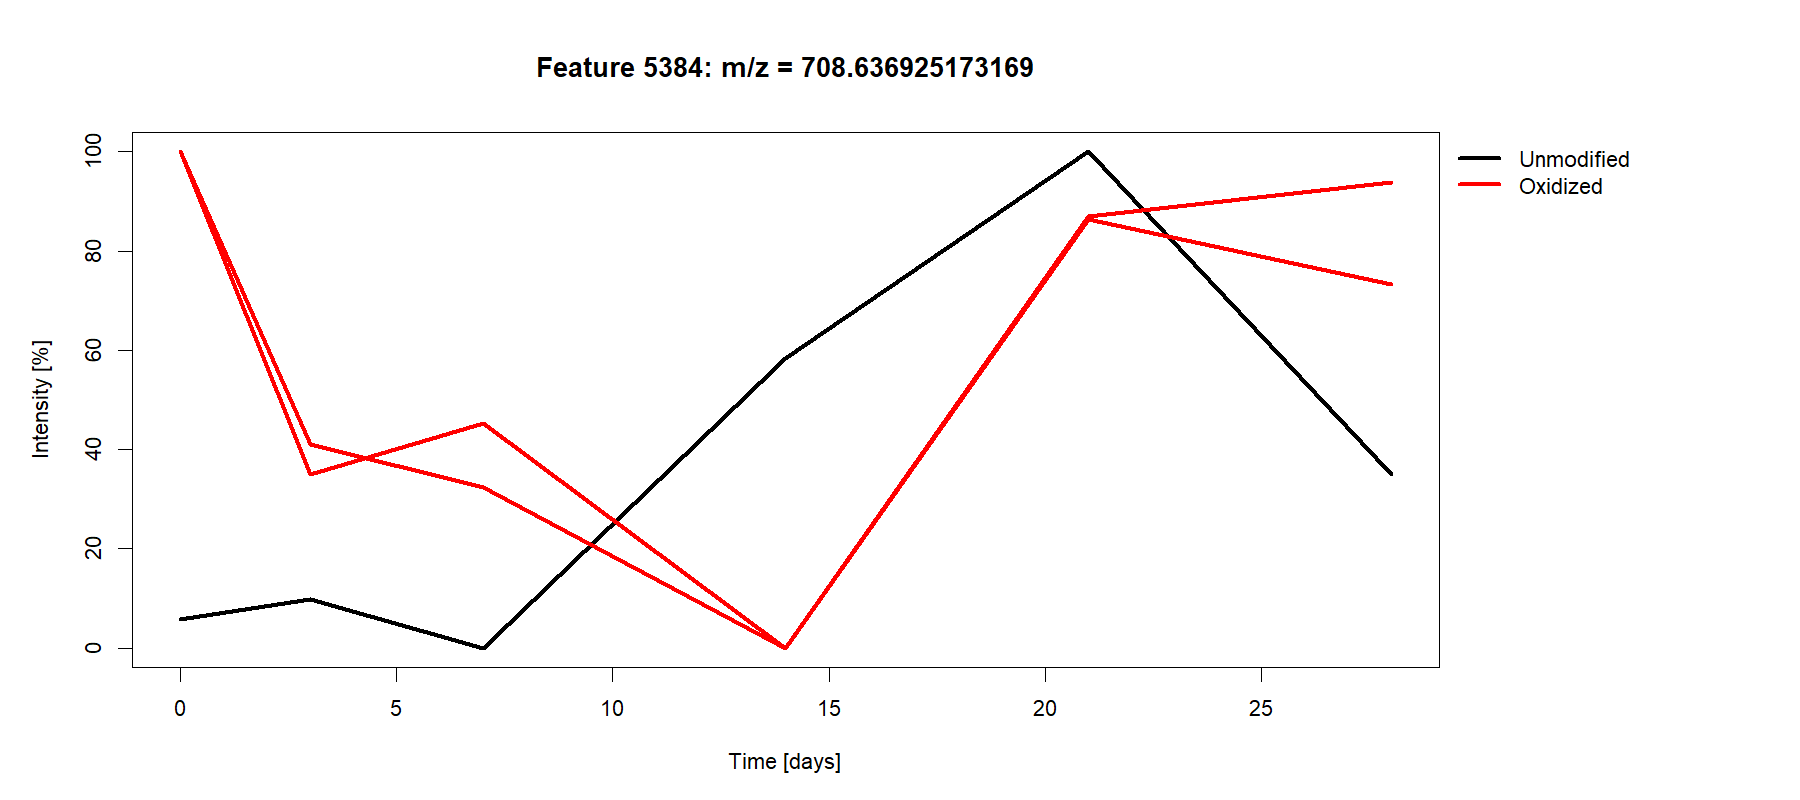 Feature 5384: m/z = 708.636925173169
Unmodified
Oxidized
Intensity [%]
100
80
60
40
20
0
0 5 10 15 20 25
Time [days]